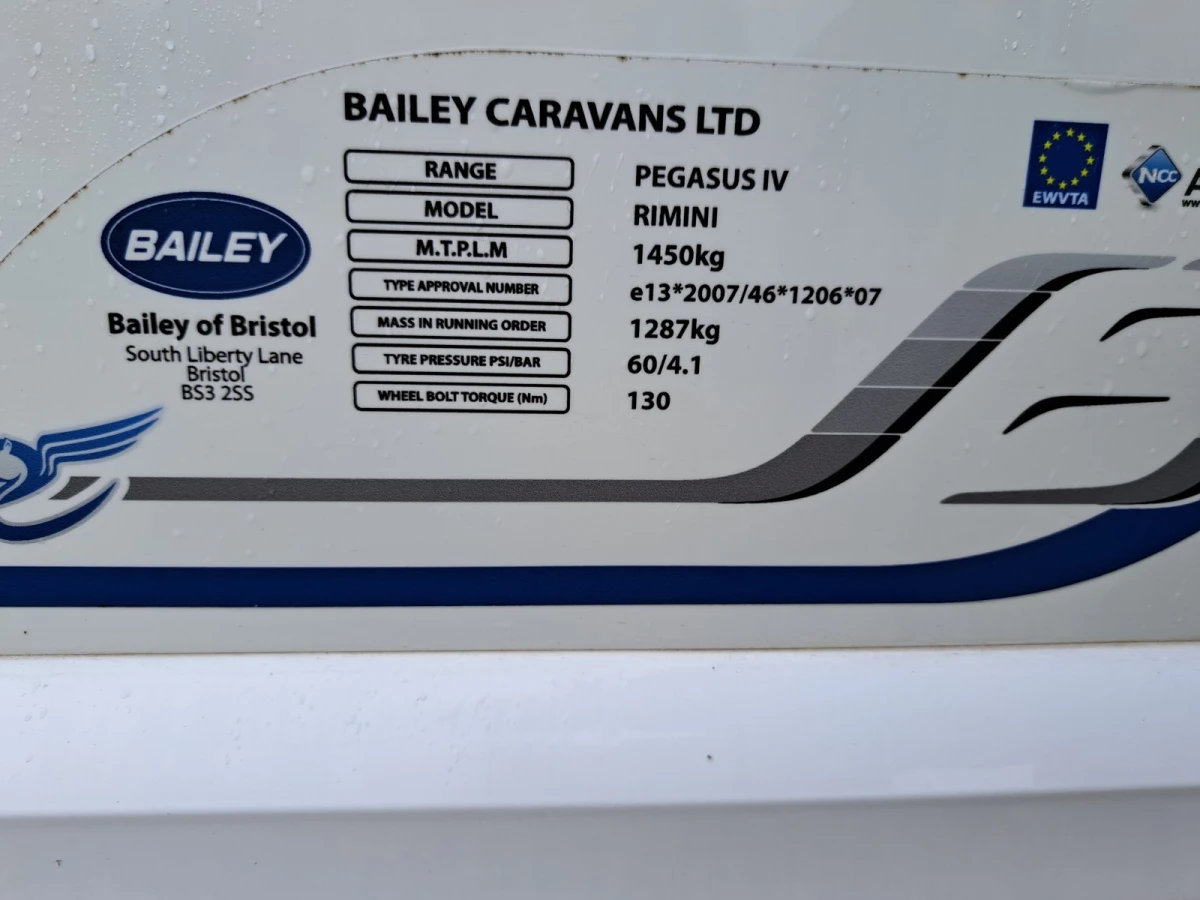 BAILEY CARAVANS LTD
RANGE PEGASUS IV
MODEL RIMINI
M.T.P.L.M 1450kg
TYPE APPROVAL NUMBER e13*2007/46*1206*07
MASS IN RUNNING ORDER 1287kg
TYRE PRESSURE PSI/BAR 60/4.1
WHEEL BOLT TORQUE (Nm) 130
BAILEY
Bailey of Bristol
South Liberty Lane
Bristol
BS3 2SS
EWVTA
NCC